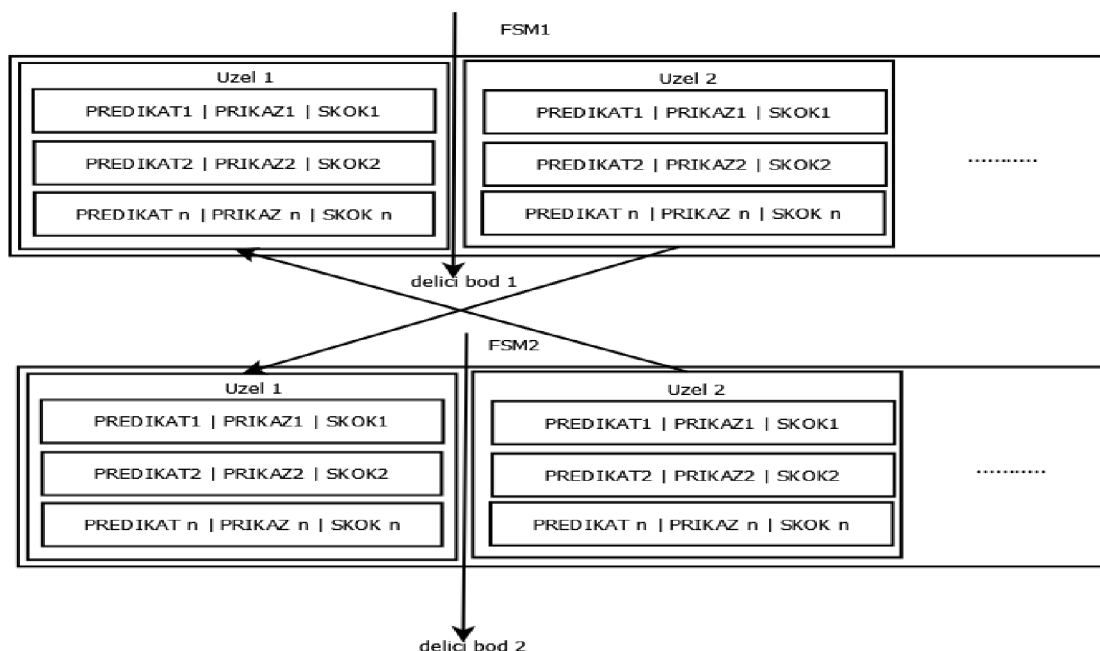 FSM1
Uzel 1
PREDIKAT1 | PRIKAZ1 | SKOK1
PREDIKAT2 | PRIKAZ2 | SKOK2
PREDIKAT n | PRIKAZ n | SKOK n
Uzel 2
PREDIKAT1 | PRIKAZ1 | SKOK1
PREDIKAT2 | PRIKAZ2 | SKOK2
PREDIKAT n | PRIKAZ n | SKOK n
...........
delici bod 1
FSM2
Uzel 1
PREDIKAT1 | PRIKAZ1 | SKOK1
PREDIKAT2 | PRIKAZ2 | SKOK2
PREDIKAT n | PRIKAZ n | SKOK n
Uzel 2
PREDIKAT1 | PRIKAZ1 | SKOK1
PREDIKAT2 | PRIKAZ2 | SKOK2
PREDIKAT n | PRIKAZ n | SKOK n
...........
delici bod 2